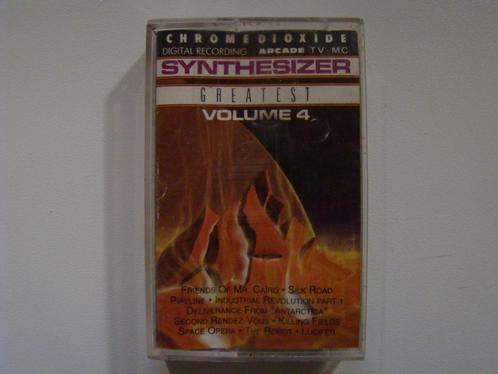 CHROMEDIOXIDE
DIGITAL RECORDING ARCADE TV-MC
SYNTHESIZER
GREATEST
VOLUME 4
FRIENDS OF MR. CAIRO • SILK ROAD
PIPELINE • INDUSTRIAL REVOLUTION PART 1
DELIVERANCE FROM "ANTARCTICA"
SECOND RENDEZ-VOUS • KILLING FIELDS
SPACE OPERA • THE ROBOT • LUCIFER